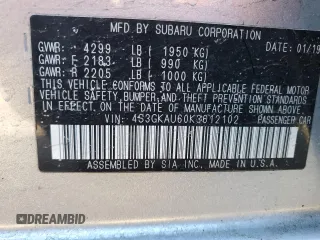 MFD. BY SUBARU CORPORATION DATE: 01/19
GVWR: 4299 LB ( 1950 KG)
GAWR: F 2183 LB ( 990 KG)
GAWR: R 2205 LB ( 1000 KG)
THIS VEHICLE CONFORMS TO ALL APPLICABLE FEDERAL MOTOR
VEHICLE SAFETY, BUMPER, AND THEFT PREVENTION STANDARDS
IN EFFECT ON THE DATE OF MANUFACTURE SHOWN ABOVE.
VIN: 4S3GKAU60K3612102 PASSENGER CAR
ASSEMBLED BY SIA, INC. MADE IN U.S.A.
DREAMBID